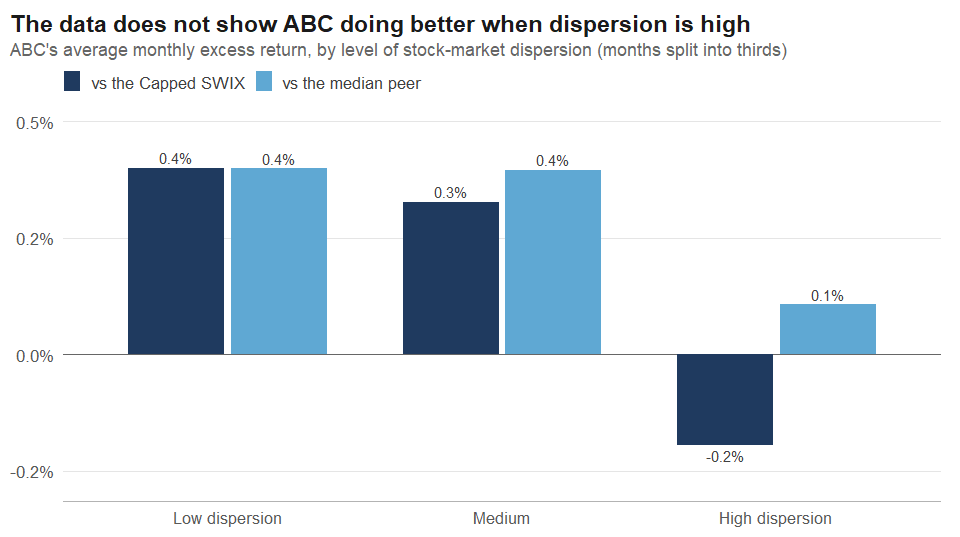 The data does not show ABC doing better when dispersion is high
ABC's average monthly excess return, by level of stock-market dispersion (months split into thirds)
vs the Capped SWIX vs the median peer
0.5%
0.4% 0.4% 0.4%
0.3%
0.2%
0.1%
0.0%
-0.2%
-0.2%
Low dispersion Medium High dispersion